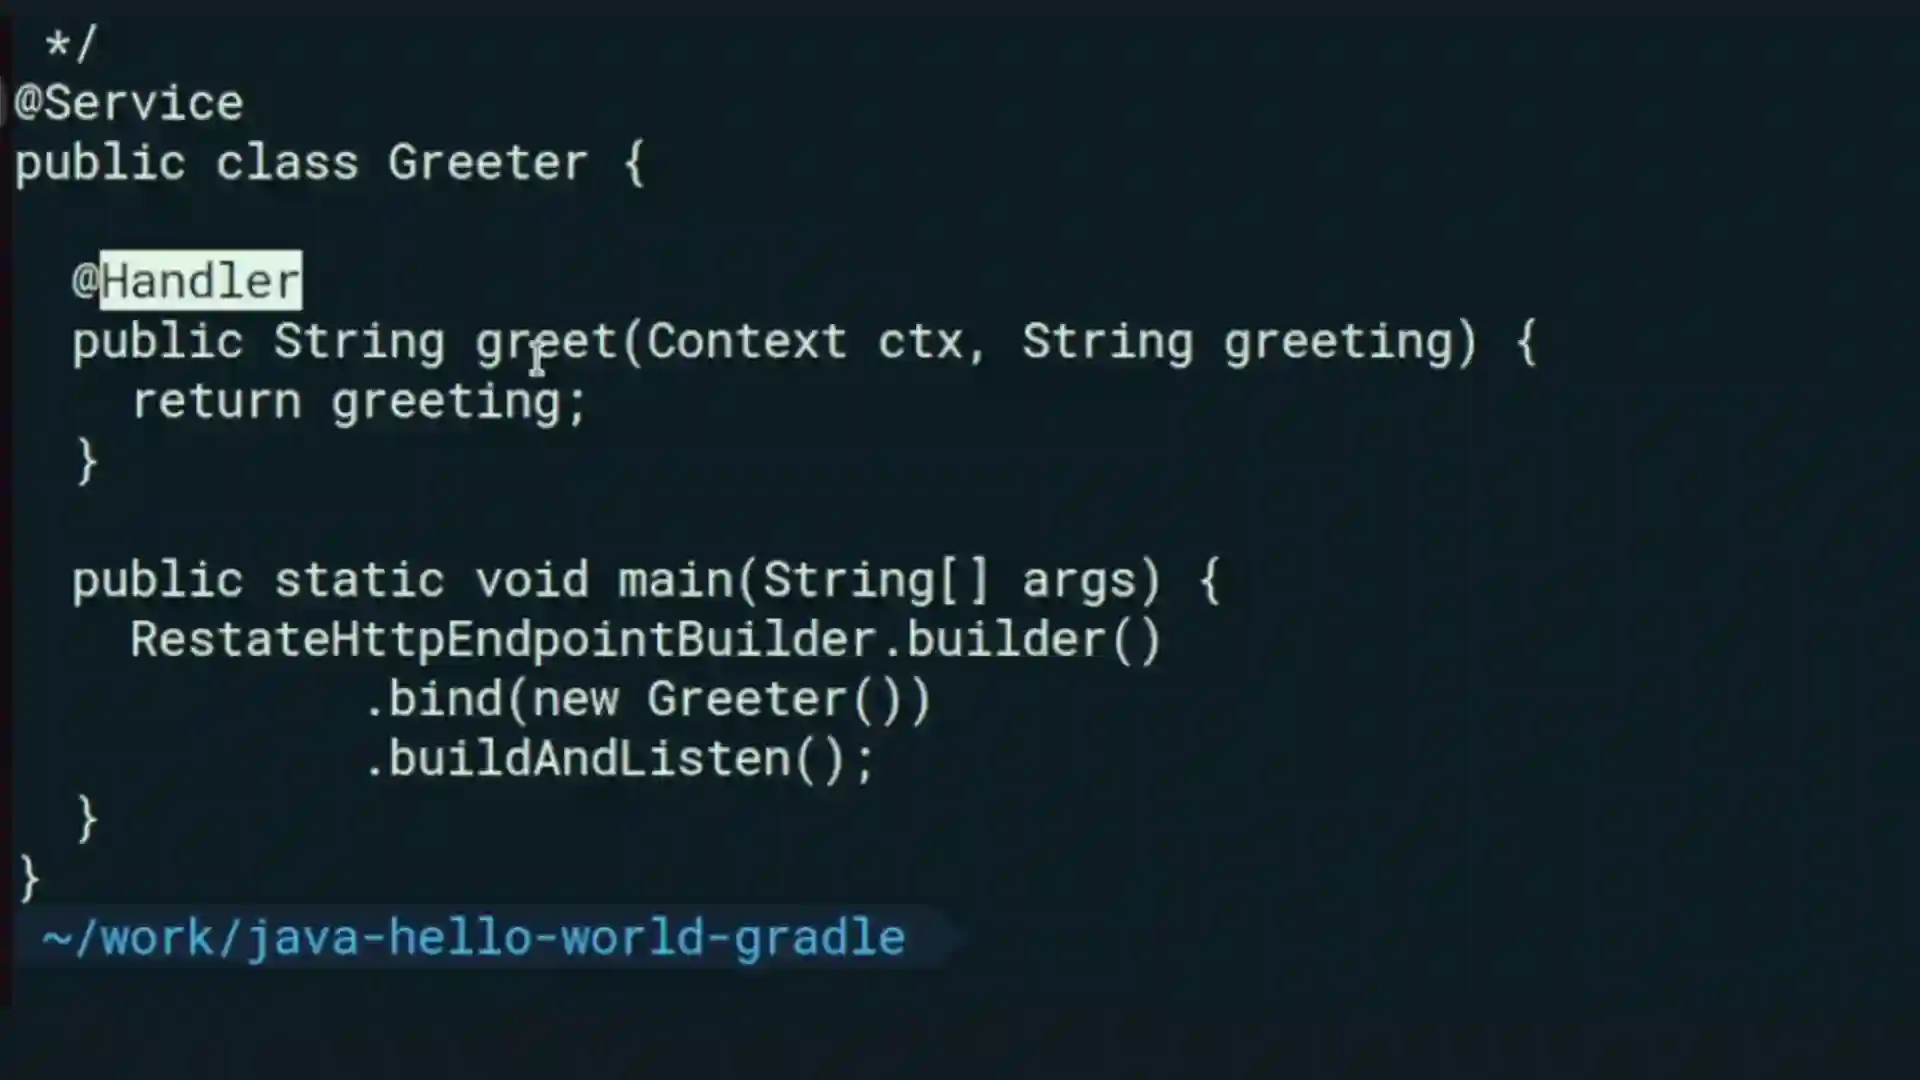 */
@Service
public class Greeter {
@Handler
public String greet(Context ctx, String greeting) {
return greeting;
}
public static void main(String[] args) {
RestateHttpEndpointBuilder.builder()
.bind(new Greeter())
.buildAndListen();
}
}
~/work/java-hello-world-gradle